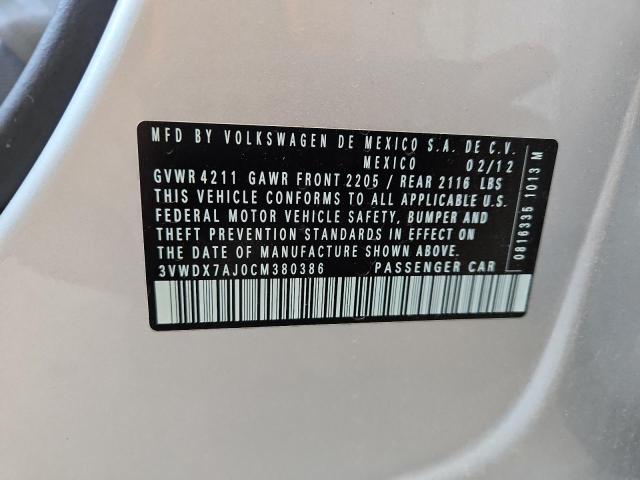 MFD BY VOLKSWAGEN DE MEXICO S.A. DE C.V.
MEXICO 02/12
GVWR 4211 GAWR FRONT 2205 / REAR 2116 LBS
THIS VEHICLE CONFORMS TO ALL APPLICABLE U.S.
FEDERAL MOTOR VEHICLE SAFETY, BUMPER AND
THEFT PREVENTION STANDARDS IN EFFECT ON
THE DATE OF MANUFACTURE SHOWN ABOVE.
3VWDX7AJ0CM380386 PASSENGER CAR
0816335 1013 M